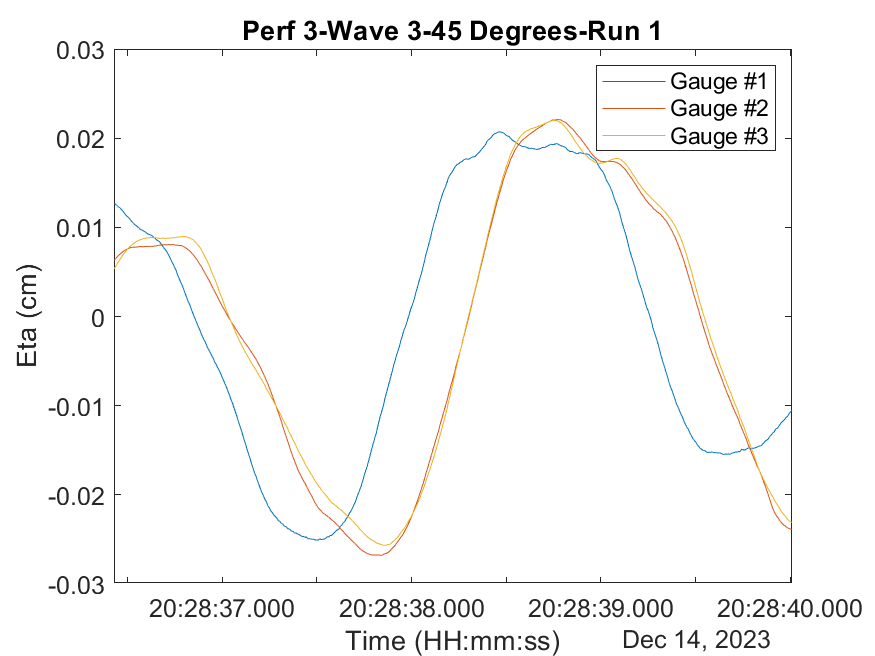 Perf 3-Wave 3-45 Degrees-Run 1
0.03
0.02
0.01
0
-0.01
-0.02
-0.03
Eta (cm)
Gauge #1
Gauge #2
Gauge #3
20:28:37.000 20:28:38.000 20:28:39.000 20:28:40.000
Time (HH:mm:ss)
Dec 14, 2023